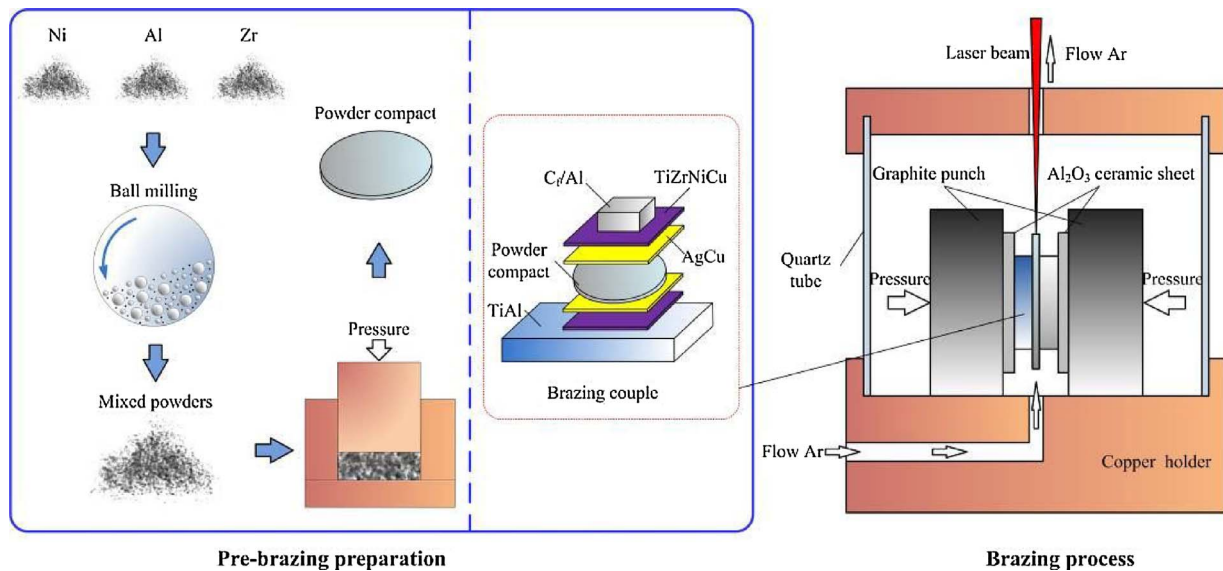 Ni Al Zr
Ball milling
Mixed powders
Powder compact
Pressure
C_f/Al
TiZrNiCu
AgCu
Powder
compact
TiAl
Brazing couple
Laser beam
Flow Ar
Graphite punch
Al₂O₃ ceramic sheet
Quartz
tube
Pressure
Pressure
Flow Ar
Copper holder
Pre-brazing preparation
Brazing process